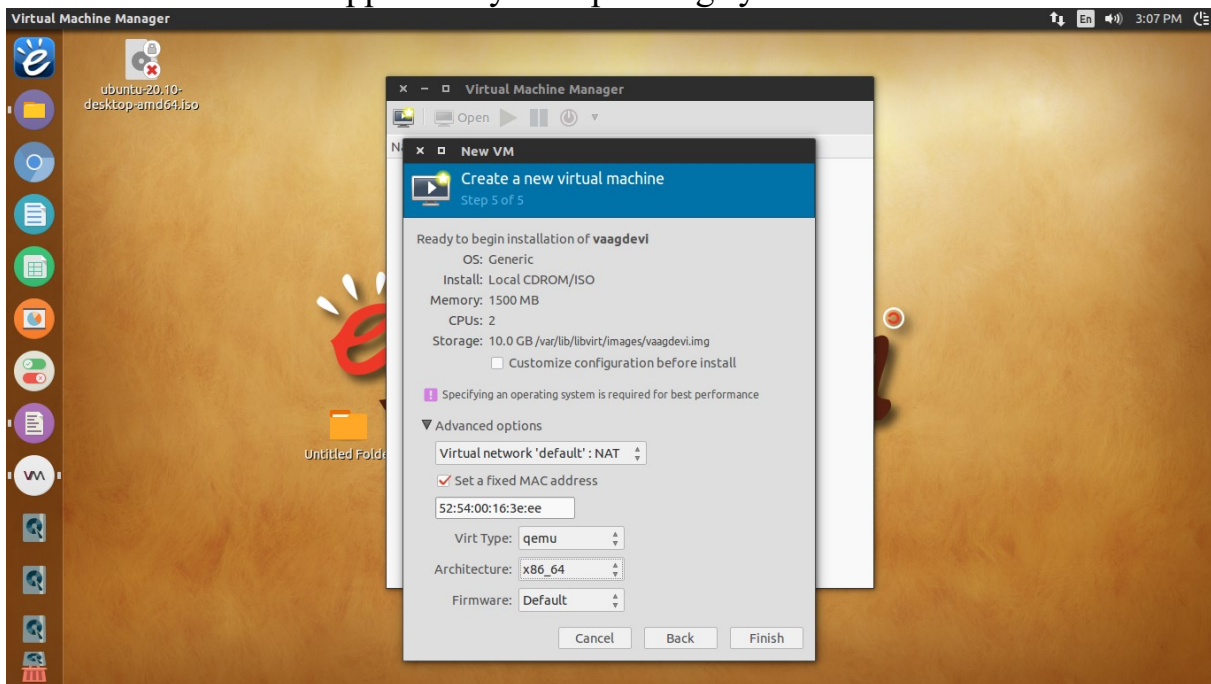 Virtual Machine Manager
En
3:07 PM
ubuntu-20.10-
desktop-amd64.iso
Virtual Machine Manager
Open
New VM
Create a new virtual machine
Step 5 of 5
Ready to begin installation of vaagdevi
OS: Generic
Install: Local CDROM/ISO
Memory: 1500 MB
CPUs: 2
Storage: 10.0 GB /var/lib/libvirt/images/vaagdevi.img
Customize configuration before install
Specifying an operating system is required for best performance
Advanced options
Virtual network 'default' : NAT
Set a fixed MAC address
52:54:00:16:3e:ee
Virt Type: qemu
Architecture: x86_64
Firmware: Default
Cancel Back Finish
Untitled Folde